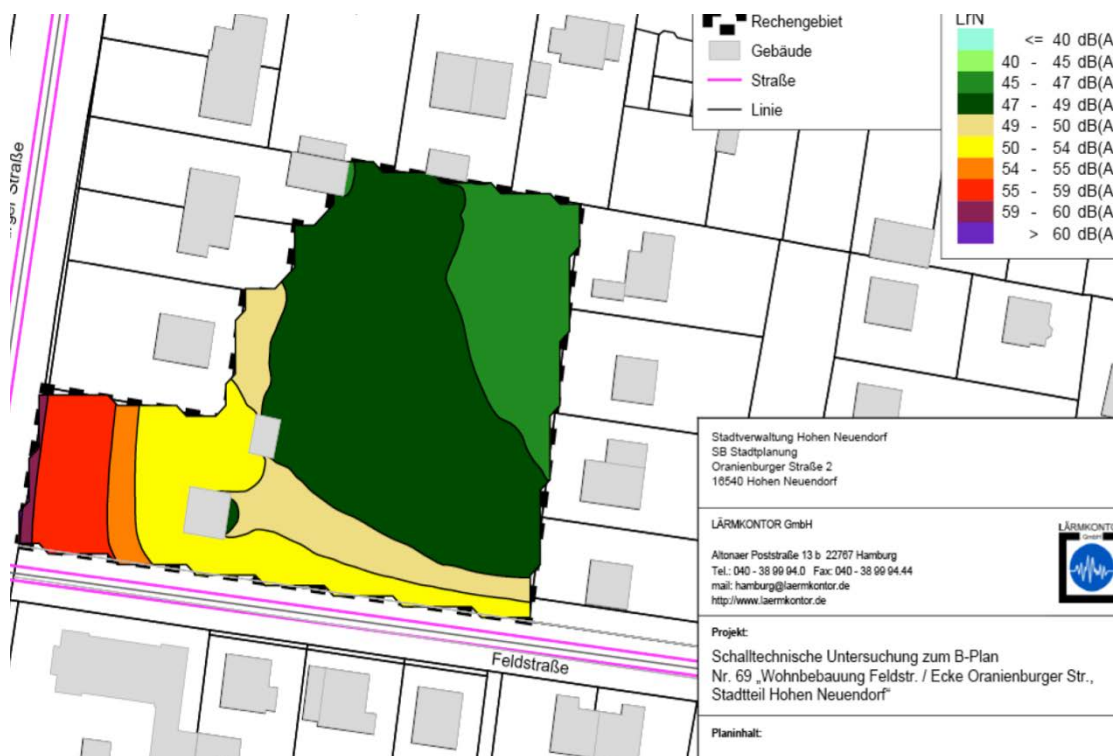 Rechengebiet
Gebäude
Straße
Linie
LrN
<= 40 dB(A
40 - 45 dB(A
45 - 47 dB(A
47 - 49 dB(A
49 - 50 dB(A
50 - 54 dB(A
54 - 55 dB(A
55 - 59 dB(A
59 - 60 dB(A
> 60 dB(A
rger Straße
Feldstraße
Stadtverwaltung Hohen Neuendorf
SB Stadtplanung
Oranienburger Straße 2
16540 Hohen Neuendorf
LÄRMKONTOR GmbH
Altonaer Poststraße 13 b 22767 Hamburg
Tel.: 040 - 38 99 94.0 Fax: 040 - 38 99 94.44
mail: hamburg@laermkontor.de
http://www.laermkontor.de
LÄRMKONTO
GmbH
Projekt:
Schalltechnische Untersuchung zum B-Plan
Nr. 69 „Wohnbebauung Feldstr. / Ecke Oranienburger Str.,
Stadtteil Hohen Neuendorf"
Planinhalt: